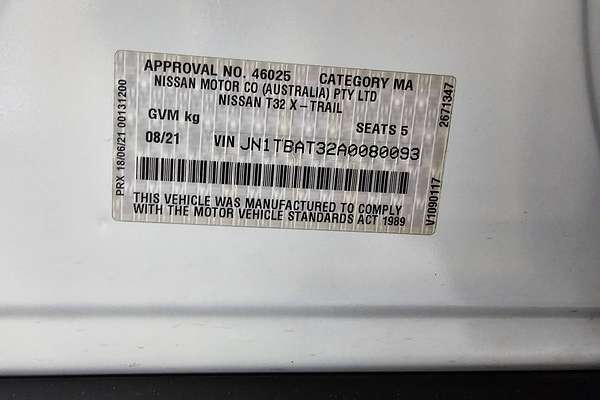 APPROVAL NO. 46025 CATEGORY MA
NISSAN MOTOR CO (AUSTRALIA) PTY LTD
NISSAN T32 X-TRAIL
GVM kg SEATS 5
08/21 VIN JN1TBAT32A0080093
THIS VEHICLE WAS MANUFACTURED TO COMPLY
WITH THE MOTOR VEHICLE STANDARDS ACT 1989
PRX 18/06/21 00131200
2671347
V1090117